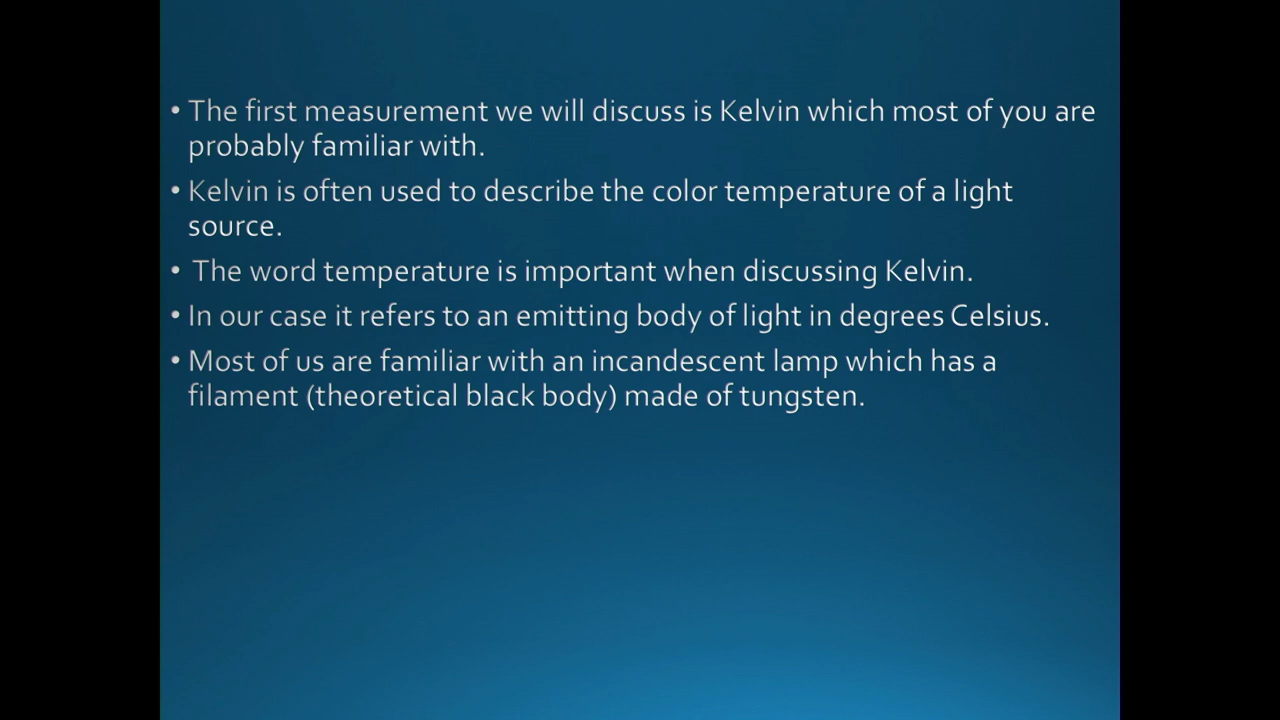 • The first measurement we will discuss is Kelvin which most of you are
probably familiar with.
• Kelvin is often used to describe the color temperature of a light
source.
• The word temperature is important when discussing Kelvin.
• In our case it refers to an emitting body of light in degrees Celsius.
• Most of us are familiar with an incandescent lamp which has a
filament (theoretical black body) made of tungsten.